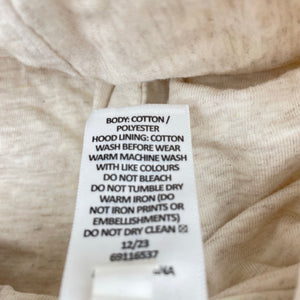 BODY: COTTON /
POLYESTER
HOOD LINING: COTTON
WASH BEFORE WEAR
WARM MACHINE WASH
WITH LIKE COLOURS
DO NOT BLEACH
DO NOT TUMBLE DRY
WARM IRON (DO
NOT IRON PRINTS OR
EMBELLISHMENTS)
DO NOT DRY CLEAN ☒
12/23
69116537